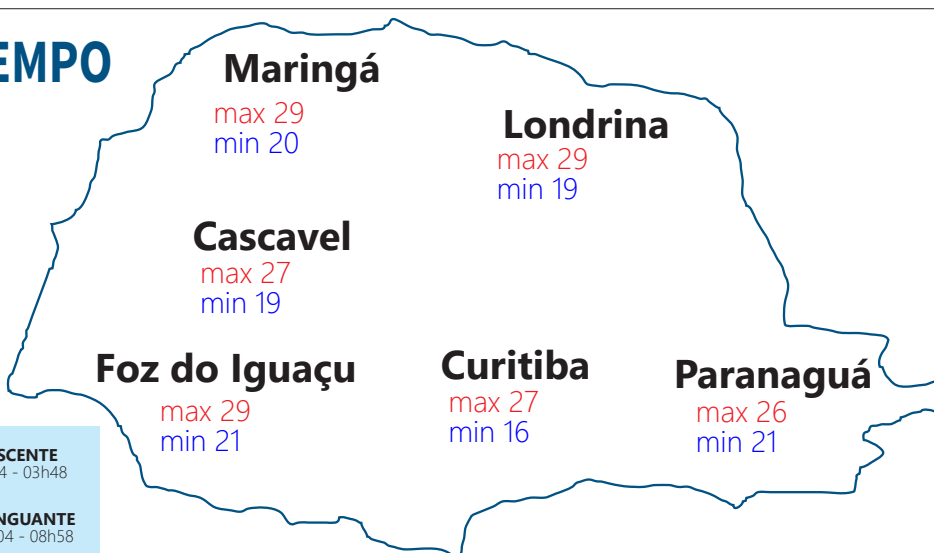 EMPO
Maringá
max 29
min 20
Londrina
max 29
min 19
Cascavel
max 27
min 19
Foz do Iguaçu
max 29
min 21
Curitiba
max 27
min 16
Paranaguá
max 26
min 21
SCENTE
4 - 03h48
NGUANTE
04 - 08h58